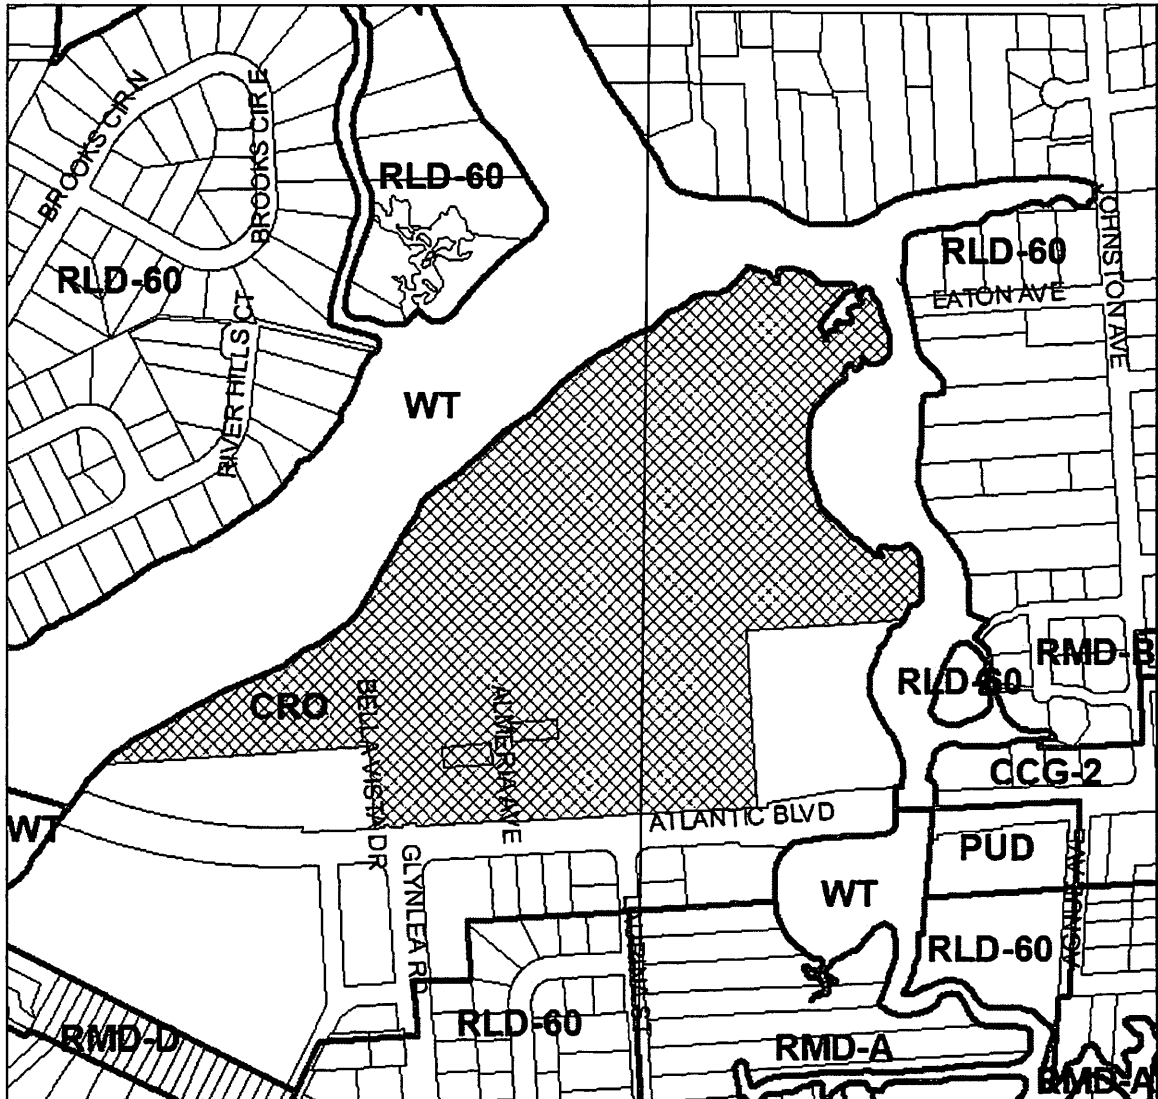 BROOKS CIR N
BROOKS CIR E
RLD-60
RLD-60
RLD-60
EATON AVE
JOHNSTON AVE
RIVER HILLS CT
WT
RMD-B
RLD-60
CRO
BELLA VISTA DR
ALMERIA AVE
CCG-2
WT
ATLANTIC BLVD
PUD
GLYNLEA RD
WT
RLD-60
RMD-D
RLD-60
RMD-A
RMD-A